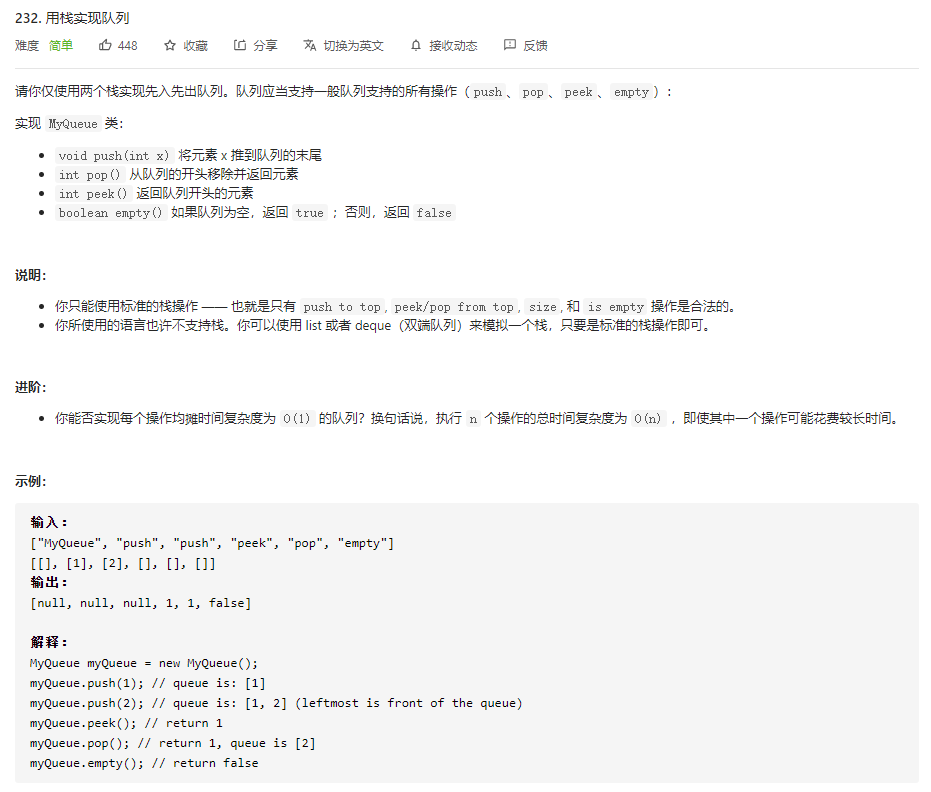 232. 用栈实现队列
难度 简单 448 收藏 分享 切换为英文 接收动态 反馈
请你仅使用两个栈实现先入先出队列。队列应当支持一般队列支持的所有操作（push、pop、peek、empty）：
实现 MyQueue 类：
void push(int x) 将元素 x 推到队列的末尾
int pop() 从队列的开头移除并返回元素
int peek() 返回队列开头的元素
boolean empty() 如果队列为空，返回 true ；否则，返回 false
说明：
你只能使用标准的栈操作 —— 也就是只有 push to top, peek/pop from top, size, 和 is empty 操作是合法的。
你所使用的语言也许不支持栈。你可以使用 list 或者 deque（双端队列）来模拟一个栈，只要是标准的栈操作即可。
进阶：
你能否实现每个操作均摊时间复杂度为 O(1) 的队列？换句话说，执行 n 个操作的总时间复杂度为 O(n) ，即使其中一个操作可能花费较长时间。
示例：
输入：
["MyQueue", "push", "push", "peek", "pop", "empty"]
[[], [1], [2], [], [], []]
输出：
[null, null, null, 1, 1, false]
解释：
MyQueue myQueue = new MyQueue();
myQueue.push(1); // queue is: [1]
myQueue.push(2); // queue is: [1, 2] (leftmost is front of the queue)
myQueue.peek(); // return 1
myQueue.pop(); // return 1, queue is [2]
myQueue.empty(); // return false